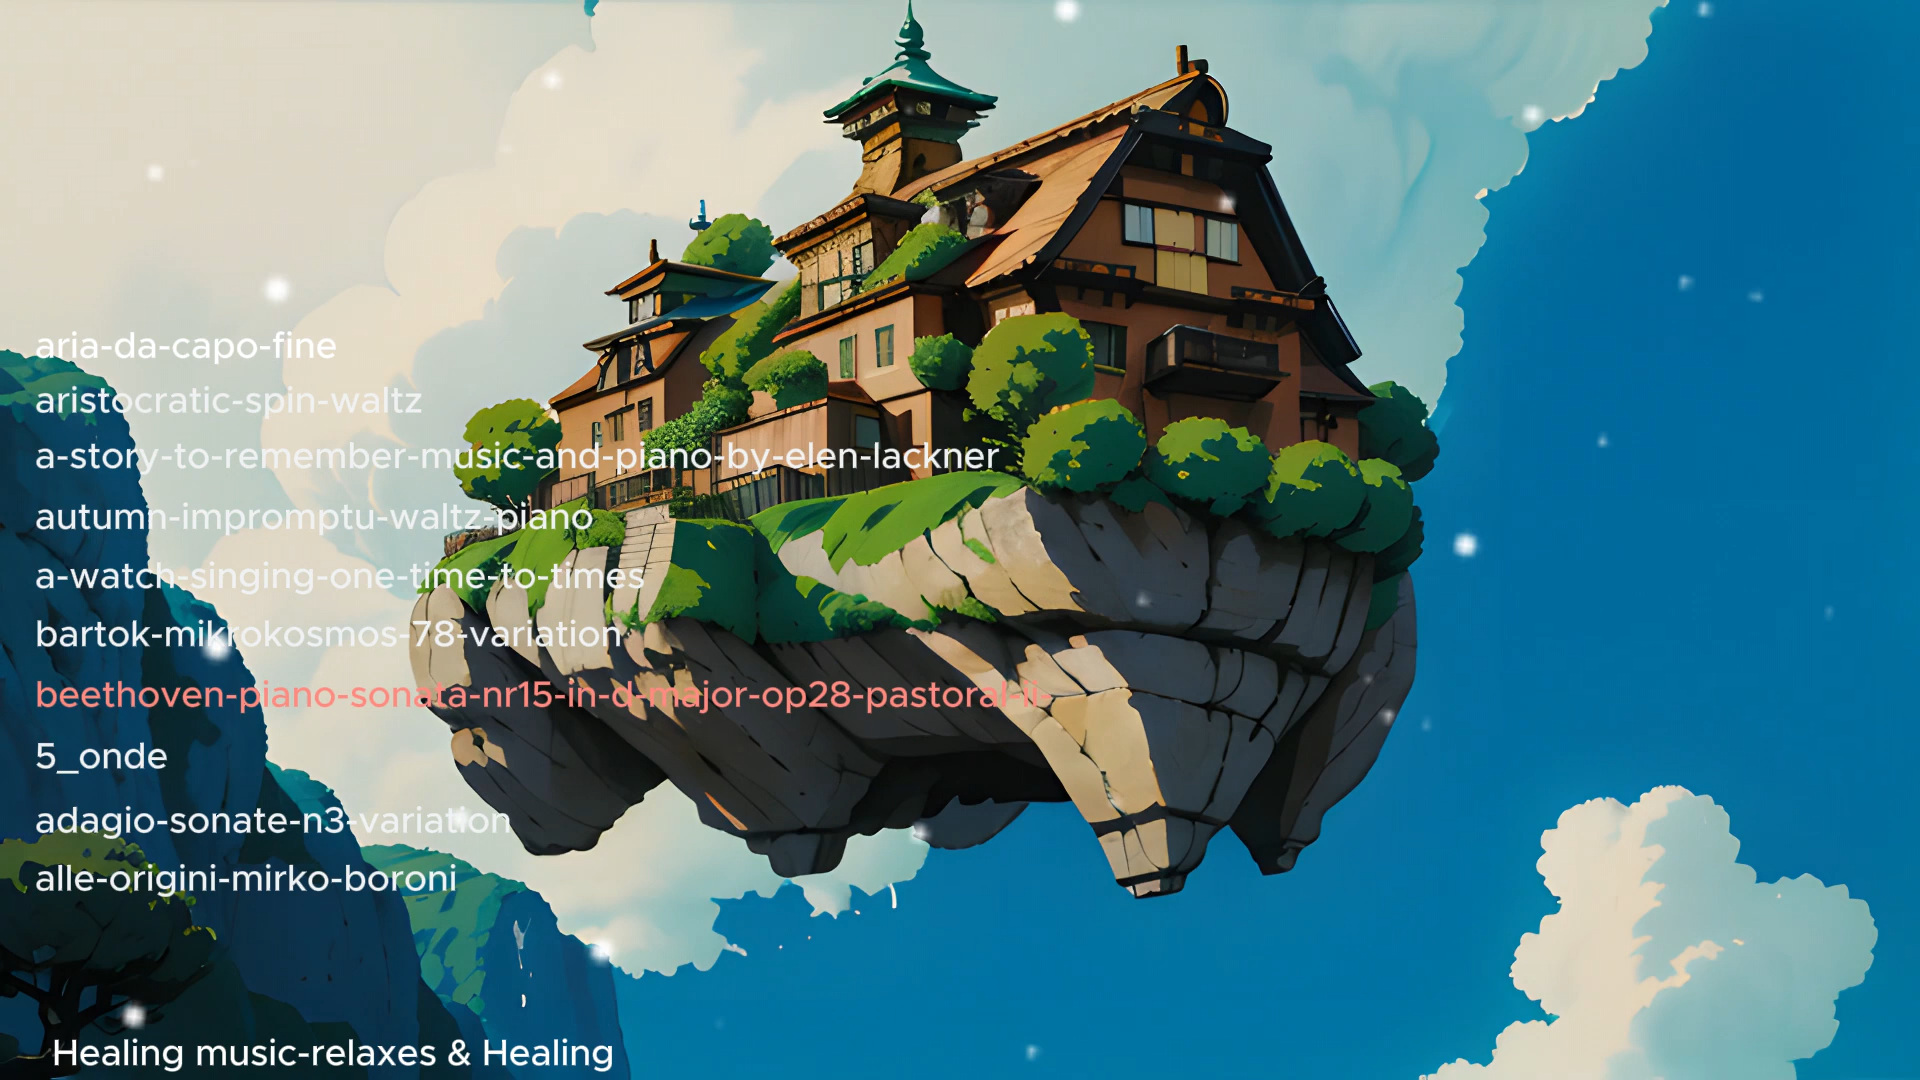 aria-da-capo-fine
aristocratic-spin-waltz
a-story-to-remember-music-and-piano-by-elen-lackner
autumn-impromptu-waltz-piano
a-watch-singing-one-time-to-times
bartok-mikrokosmos-78-variation
beethoven-piano-sonata-nr15-in-d-major-op28-pastoral-ii-
5_onde
adagio-sonate-n3-variation
alle-origini-mirko-boroni
Healing music-relaxes & Healing